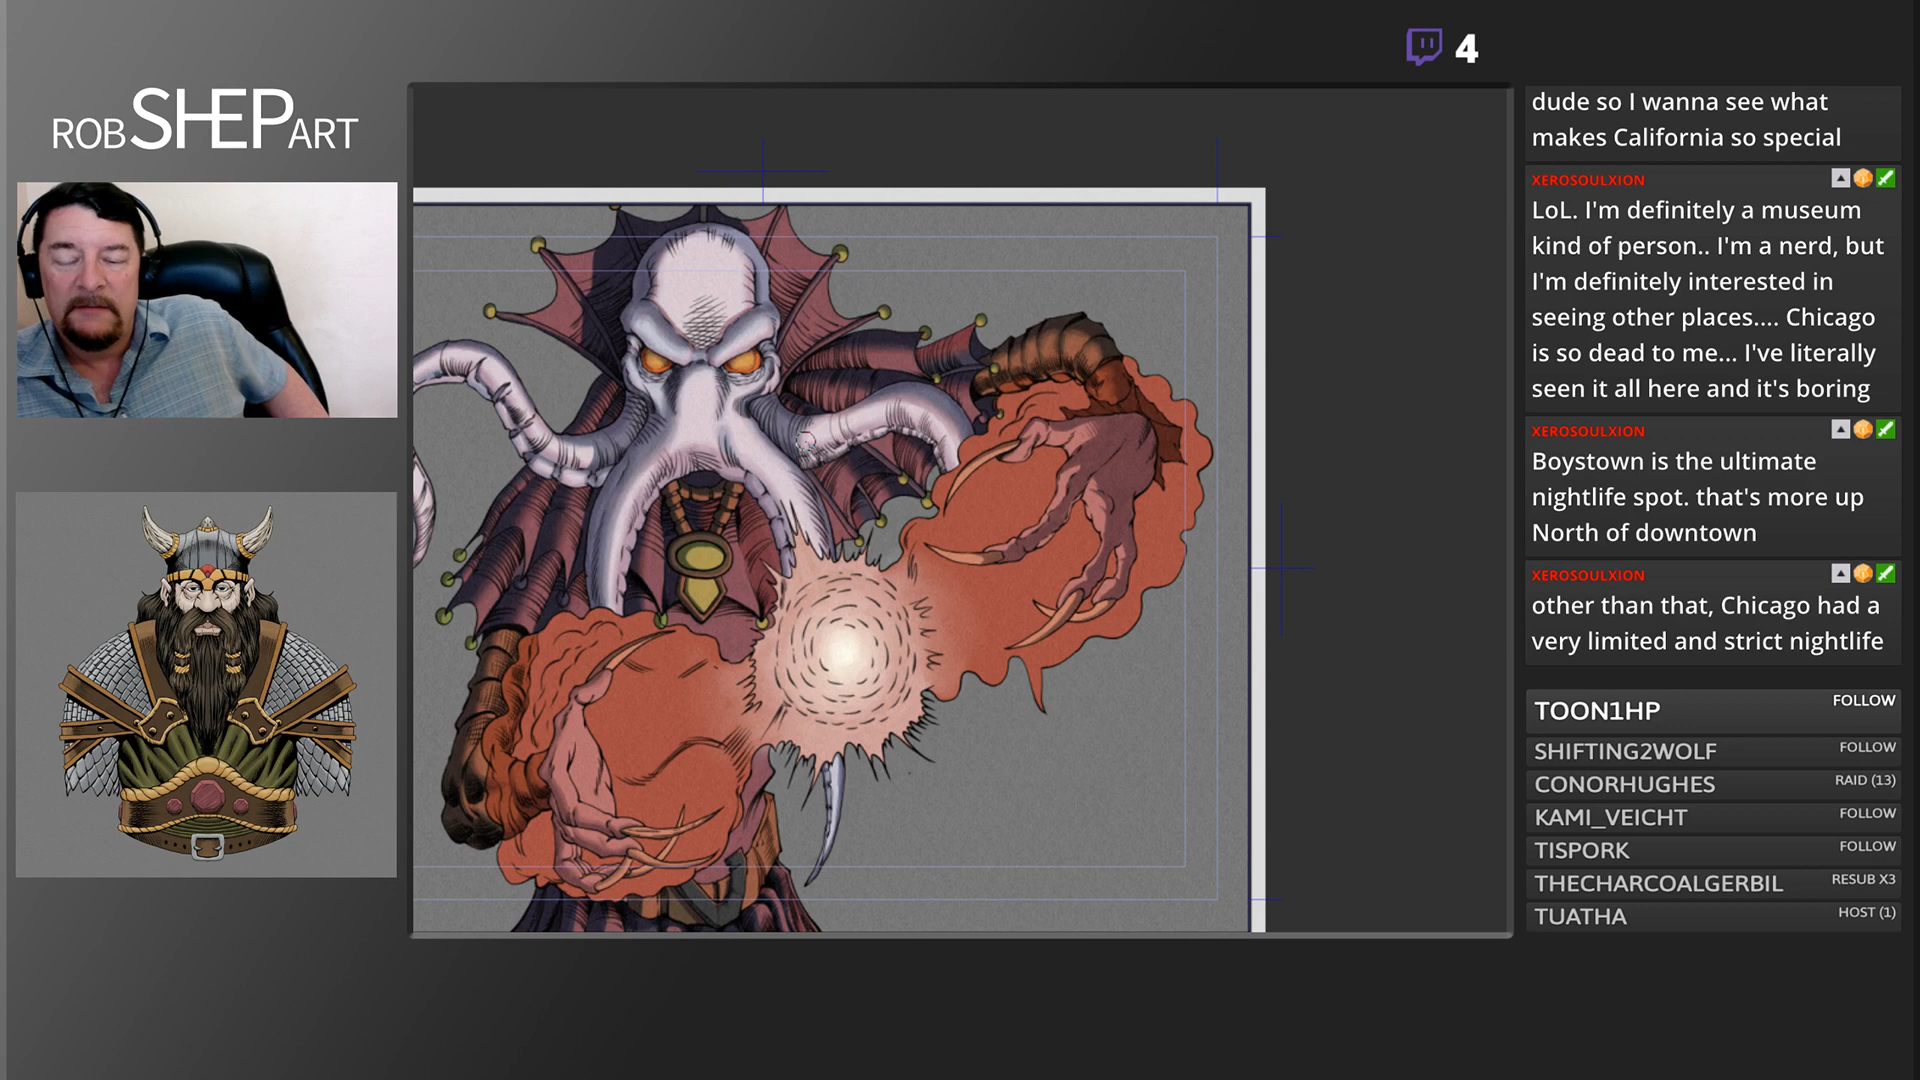 4
ROB SHEP ART
dude so I wanna see what
makes California so special
XEROSOULXION
LoL. I'm definitely a museum
kind of person.. I'm a nerd, but
I'm definitely interested in
seeing other places.... Chicago
is so dead to me... I've literally
seen it all here and it's boring
XEROSOULXION
Boystown is the ultimate
nightlife spot. that's more up
North of downtown
XEROSOULXION
other than that, Chicago had a
very limited and strict nightlife
TOON1HP FOLLOW
SHIFTING2WOLF FOLLOW
CONORHUGHES RAID (13)
KAMI_VEICHT FOLLOW
TISPORK FOLLOW
THECHARCOALGERBIL RESUB X3
TUATHA HOST (1)